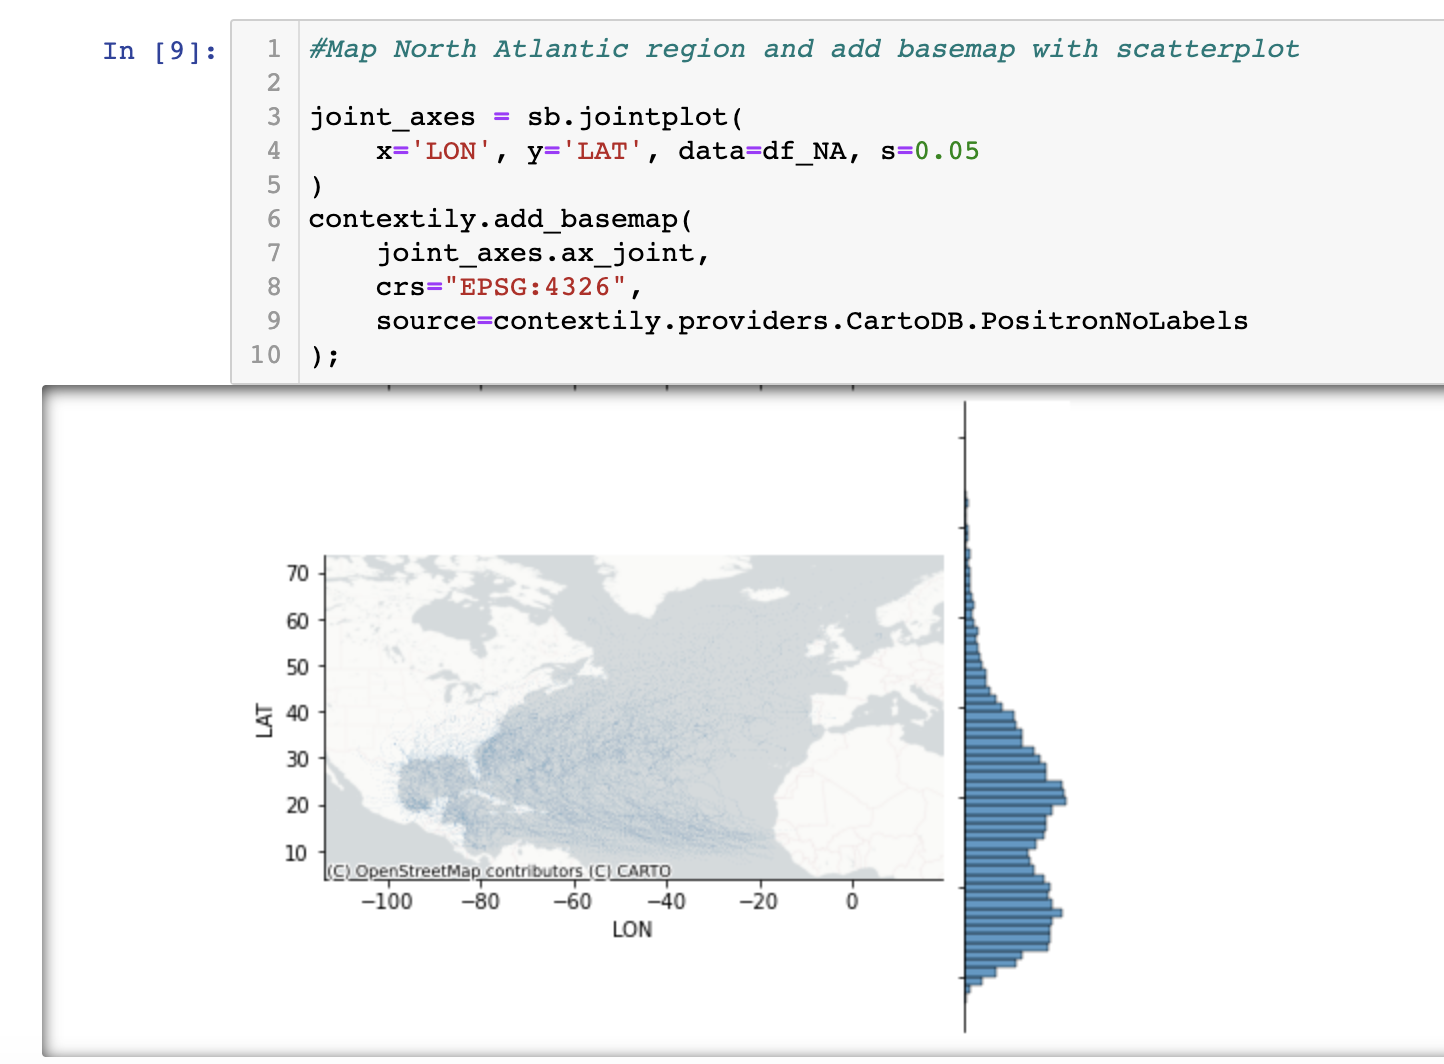 In [9]:
1 #Map North Atlantic region and add basemap with scatterplot
2
3 joint_axes = sb.jointplot(
4     x='LON', y='LAT', data=df_NA, s=0.05
5 )
6 contextily.add_basemap(
7     joint_axes.ax_joint,
8     crs="EPSG:4326",
9     source=contextily.providers.CartoDB.PositronNoLabels
10 );
70
60
50
40
30
20
10
LAT
(C) OpenStreetMap contributors (C) CARTO
−100 −80 −60 −40 −20 0
LON